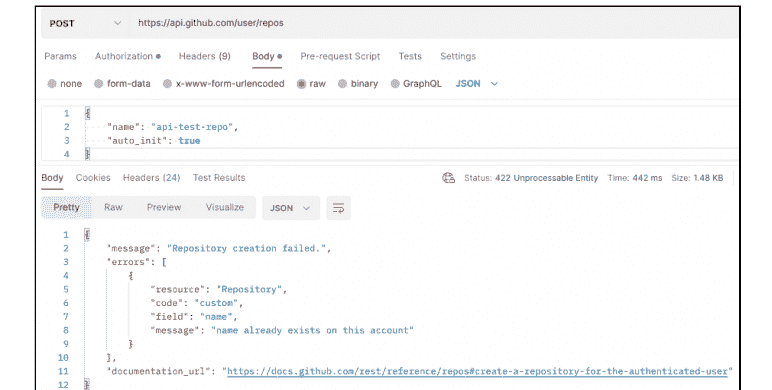 POST https://api.github.com/user/repos
Params Authorization Headers (9) Body Pre-request Script Tests Settings
none form-data x-www-form-urlencoded raw binary GraphQL JSON
1 {
2 "name": "api-test-repo",
3 "auto_init": true
4 }
Body Cookies Headers (24) Test Results Status: 422 Unprocessable Entity Time: 442 ms Size: 1.48 KB
Pretty Raw Preview Visualize JSON
1 {
2 "message": "Repository creation failed.",
3 "errors": [
4 {
5 "resource": "Repository",
6 "code": "custom",
7 "field": "name",
8 "message": "name already exists on this account"
9 }
10 ],
11 "documentation_url": "https://docs.github.com/rest/reference/repos#create-a-repository-for-the-authenticated-user"
12 }